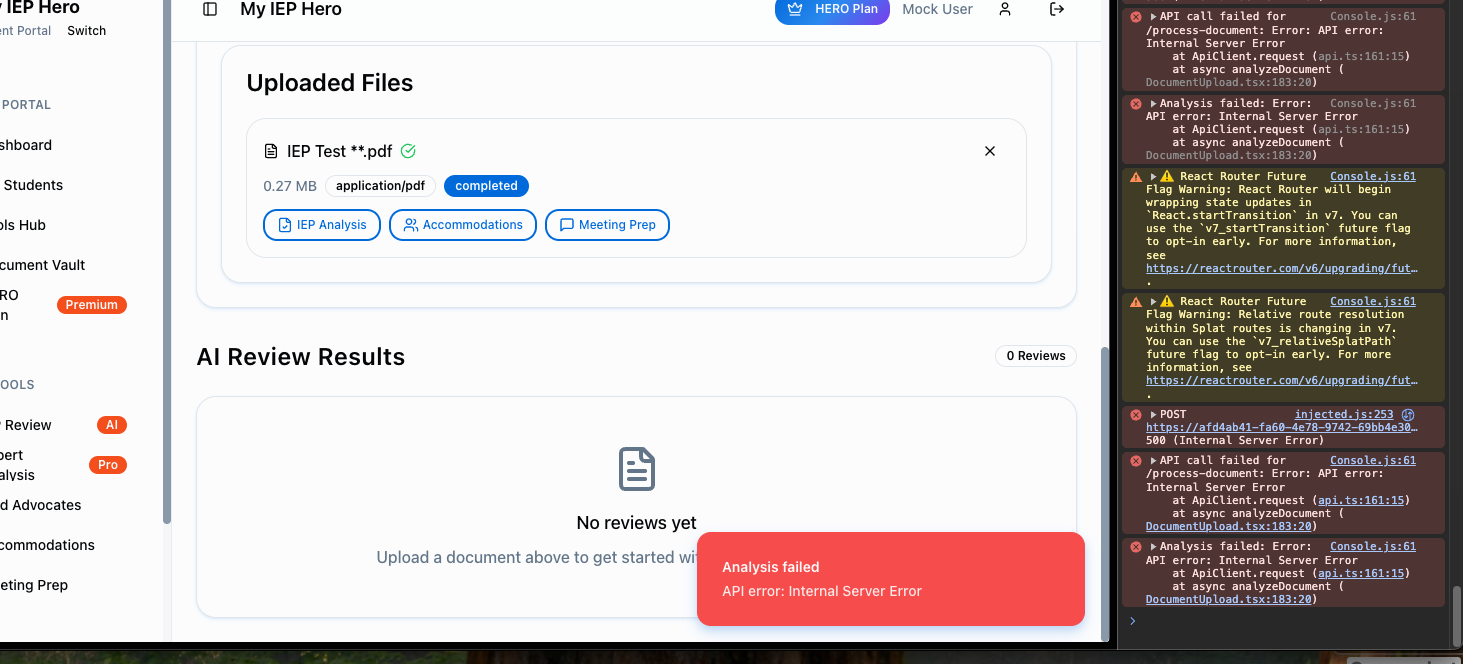 y IEP Hero
ent Portal Switch
PORTAL
shboard
Students
ols Hub
cument Vault
RO
n
Premium
OOLS
Review AI
pert
alysis
Pro
d Advocates
commodations
eting Prep
My IEP Hero
HERO Plan Mock User
Uploaded Files
IEP Test **.pdf
0.27 MB application/pdf completed
IEP Analysis Accommodations Meeting Prep
AI Review Results 0 Reviews
No reviews yet
Upload a document above to get started wi
Analysis failed
API error: Internal Server Error
API call failed for Console.js:61
/process-document: Error: API error:
Internal Server Error
at ApiClient.request (api.ts:161:15)
at async analyzeDocument (
DocumentUpload.tsx:183:20)
Analysis failed: Error: Console.js:61
API error: Internal Server Error
at ApiClient.request (api.ts:161:15)
at async analyzeDocument (
DocumentUpload.tsx:183:20)
React Router Future Console.js:61
Flag Warning: React Router will begin
wrapping state updates in
`React.startTransition` in v7. You can
use the `v7_startTransition` future flag
to opt-in early. For more information,
see
https://reactrouter.com/v6/upgrading/fut…
.
React Router Future Console.js:61
Flag Warning: Relative route resolution
within Splat routes is changing in v7.
You can use the `v7_relativeSplatPath`
future flag to opt-in early. For more
information, see
https://reactrouter.com/v6/upgrading/fut…
.
POST injected.js:253
https://afd4ab41-fa60-4e78-9742-69bb4e30…
500 (Internal Server Error)
API call failed for Console.js:61
/process-document: Error: API error:
Internal Server Error
at ApiClient.request (api.ts:161:15)
at async analyzeDocument (
DocumentUpload.tsx:183:20)
Analysis failed: Error: Console.js:61
API error: Internal Server Error
at ApiClient.request (api.ts:161:15)
at async analyzeDocument (
DocumentUpload.tsx:183:20)